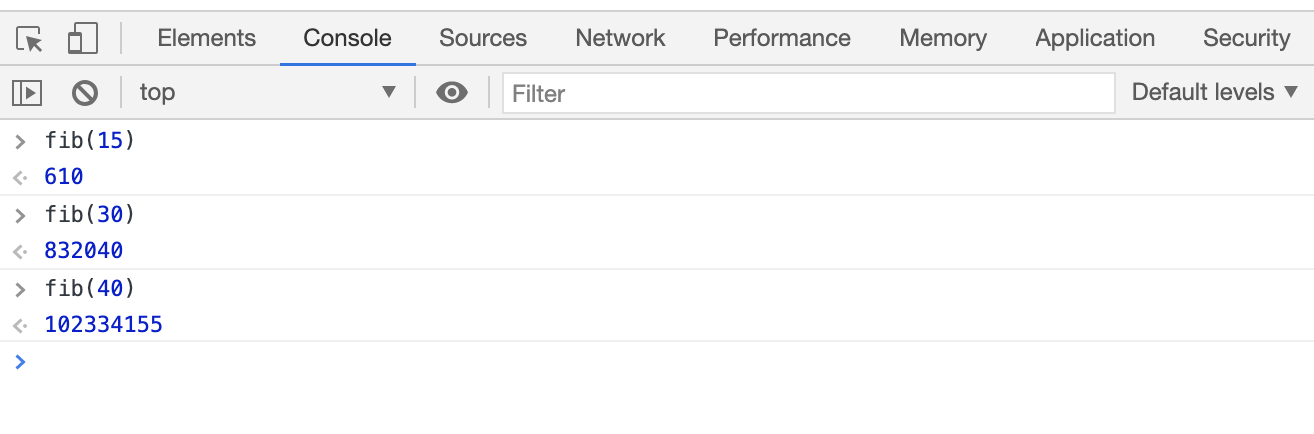 Elements Console Sources Network Performance Memory Application Security
top Filter Default levels
fib(15)
610
fib(30)
832040
fib(40)
102334155